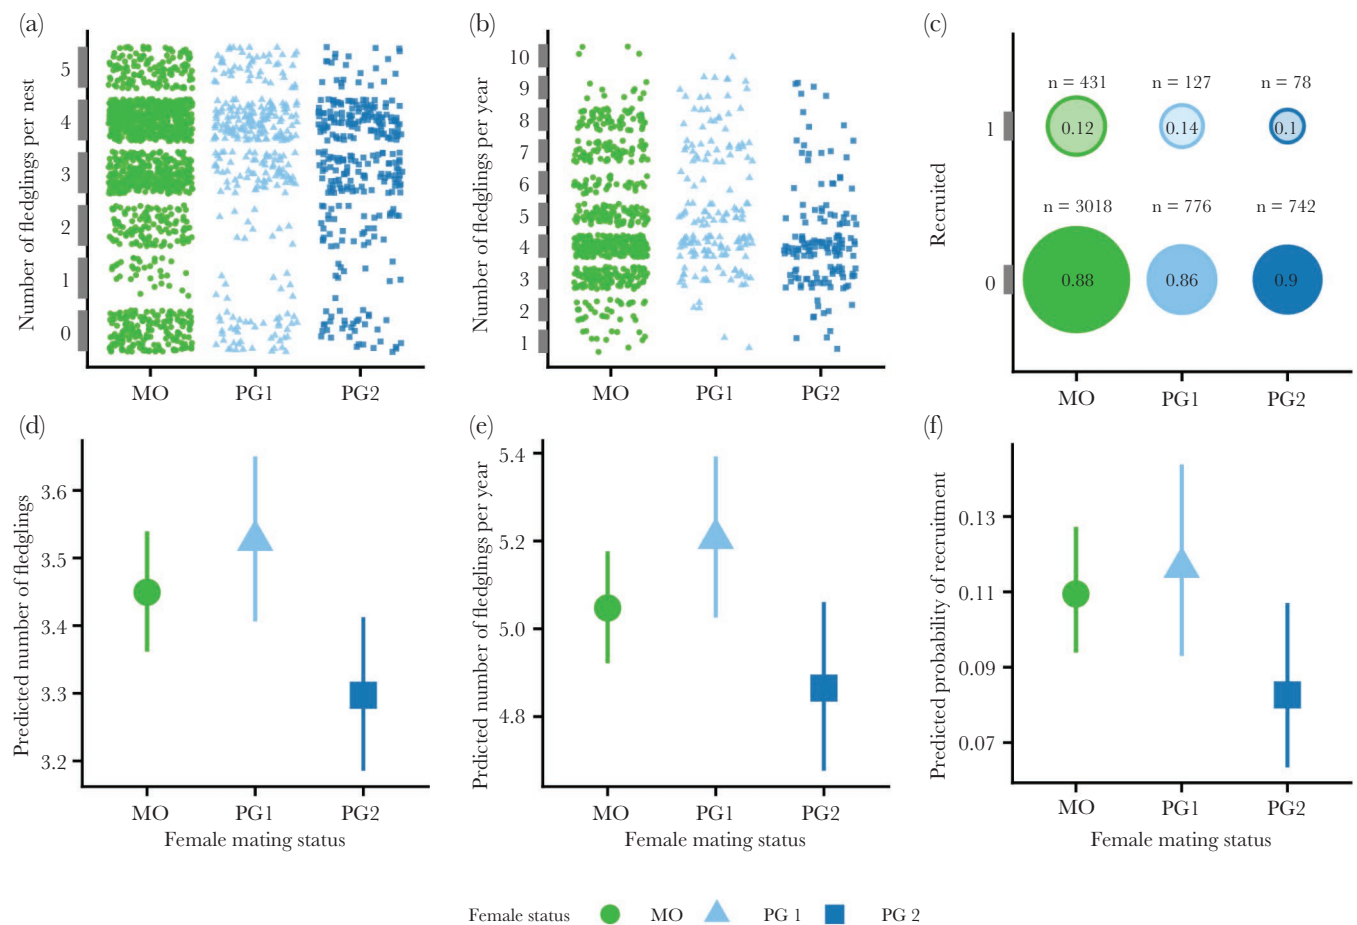 (a)
Number of fledglings per nest
5
4
3
2
1
0
MO PG1 PG2
(b)
Number of fledglings per year
10
9
8
7
6
5
4
3
2
1
MO PG1 PG2
(c)
Recruited
1
0
n = 431 n = 127 n = 78
0.12 0.14 0.1
n = 3018 n = 776 n = 742
0.88 0.86 0.9
MO PG1 PG2
(d)
Predicted number of fledglings
3.6
3.5
3.4
3.3
3.2
MO PG1 PG2
Female mating status
(e)
Prdicted number of fledglings per year
5.4
5.2
5.0
4.8
MO PG1 PG2
(f)
Predicted probability of recruitment
0.13
0.11
0.09
0.07
MO PG1 PG2
Female mating status
Female status MO PG 1 PG 2